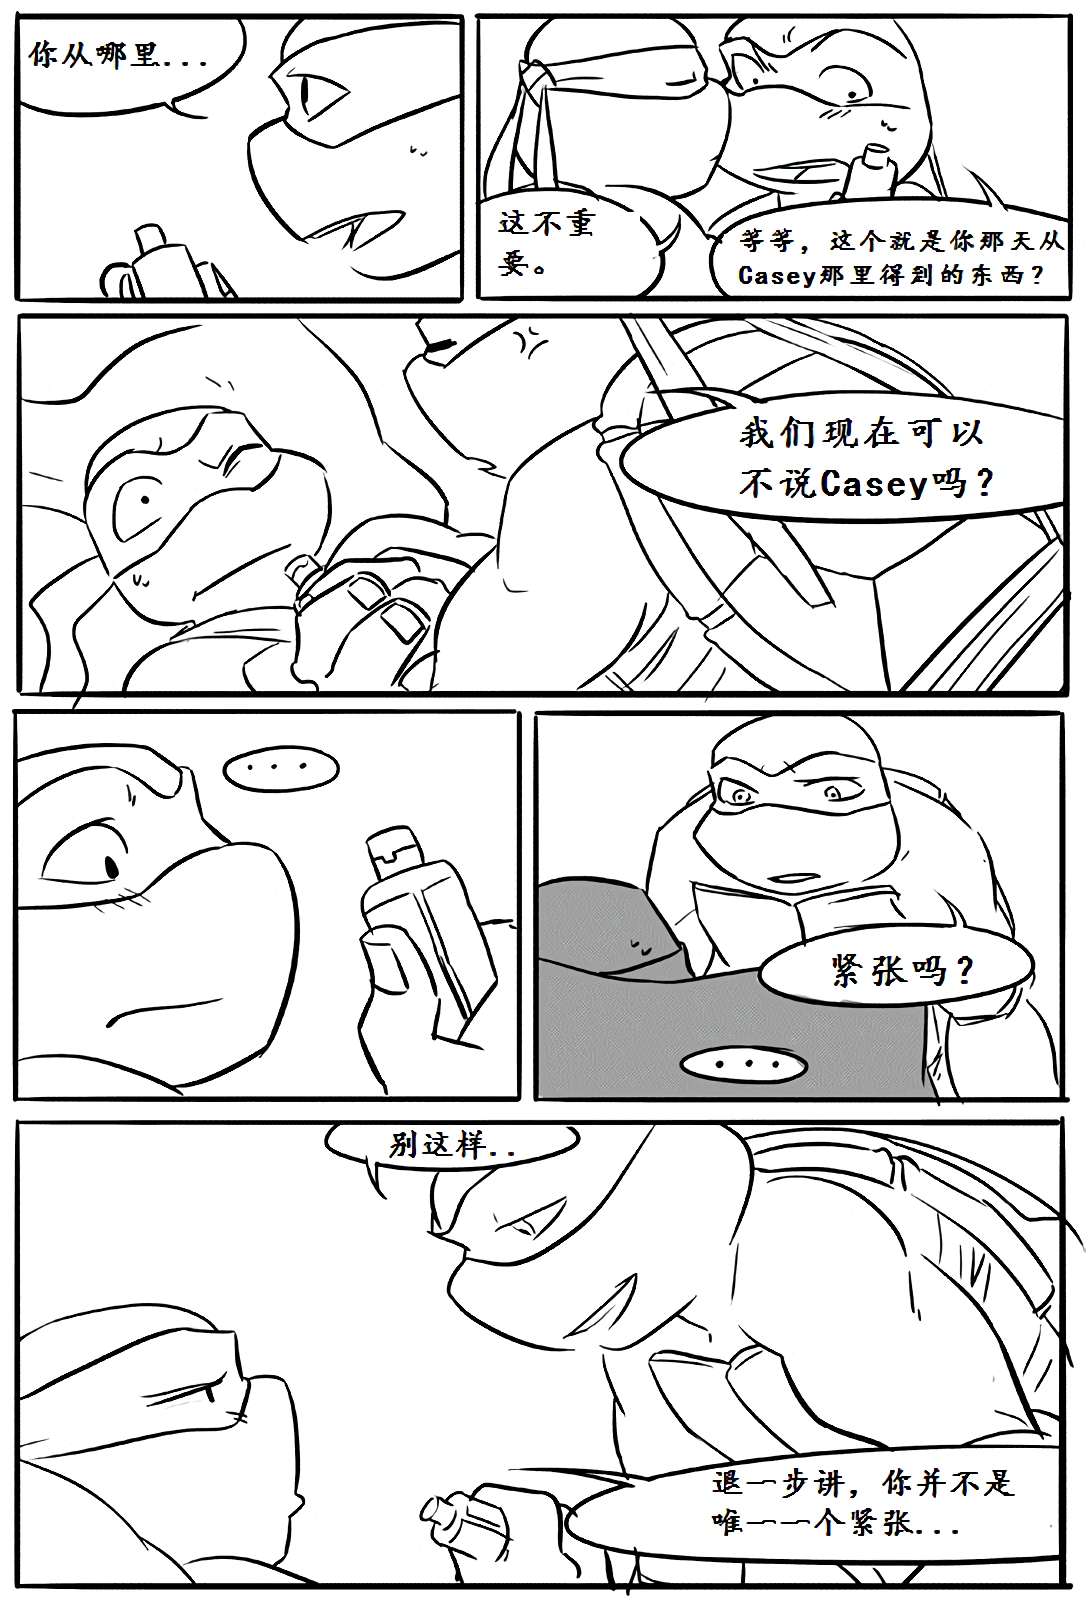 你从哪里...
这不重
要。
等等，这个就是你那天从
Casey那里得到的东西？
我们现在可以
不说Casey吗？
...
紧张吗？
...
别这样..
退一步讲，你并不是
唯一一个紧张...